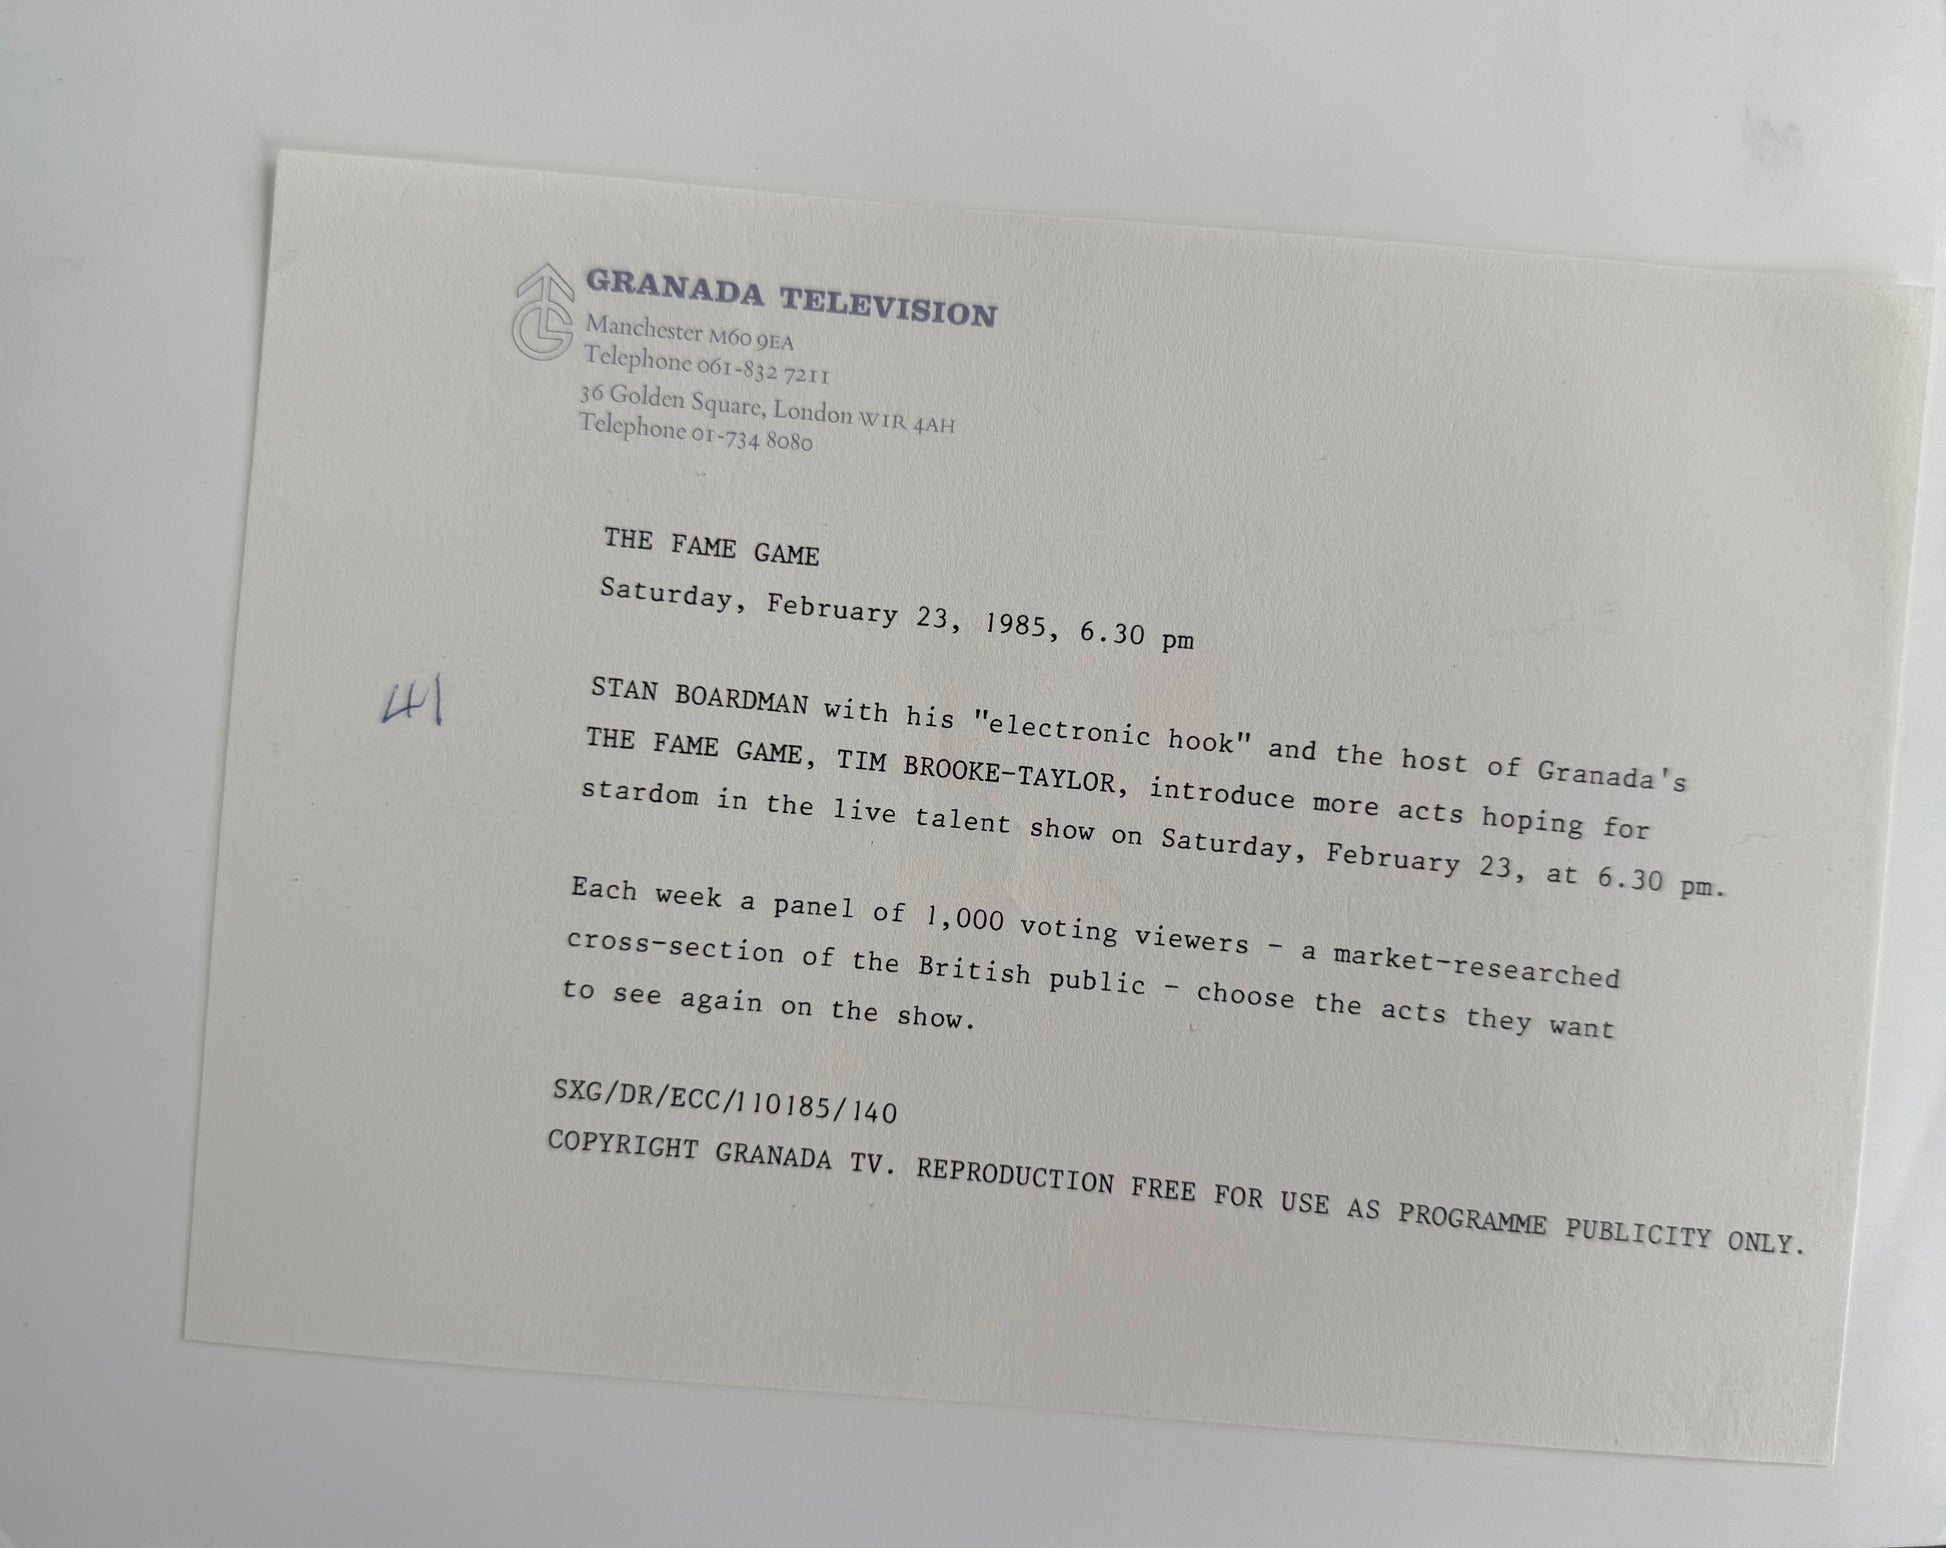 GRANADA TELEVISION
Manchester M60 9EA
Telephone 061-832 7211
36 Golden Square, London W1R 4AH
Telephone 01-734 8080
THE FAME GAME
Saturday, February 23, 1985, 6.30 pm
41
STAN BOARDMAN with his "electronic hook" and the host of Granada's
THE FAME GAME, TIM BROOKE-TAYLOR, introduce more acts hoping for
stardom in the live talent show on Saturday, February 23, at 6.30 pm.
Each week a panel of 1,000 voting viewers - a market-researched
cross-section of the British public - choose the acts they want
to see again on the show.
SXG/DR/ECC/110185/140
COPYRIGHT GRANADA TV. REPRODUCTION FREE FOR USE AS PROGRAMME PUBLICITY ONLY.